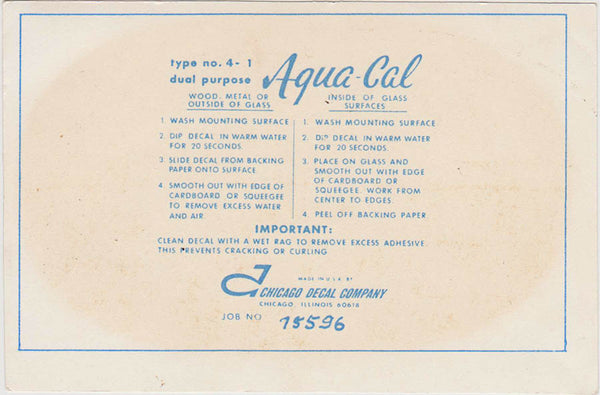 type no. 4-1
dual purpose
Aqua-Cal
WOOD, METAL OR
OUTSIDE OF GLASS
1. WASH MOUNTING SURFACE
2. DIP DECAL IN WARM WATER
FOR 20 SECONDS.
3. SLIDE DECAL FROM BACKING
PAPER ONTO SURFACE
4. SMOOTH OUT WITH EDGE OF
CARDBOARD OR SQUEEGEE
TO REMOVE EXCESS WATER
AND AIR
INSIDE OF GLASS
SURFACES
1. WASH MOUNTING SURFACE
2. DIP DECAL IN WARM WATER
FOR 20 SECONDS.
3. PLACE ON GLASS AND
SMOOTH OUT WITH EDGE
OF CARDBOARD OR
SQUEEGEE. WORK FROM
CENTER TO EDGES.
4. PEEL OFF BACKING PAPER
IMPORTANT:
CLEAN DECAL WITH A WET RAG TO REMOVE EXCESS ADHESIVE.
THIS PREVENTS CRACKING OR CURLING
MADE IN U.S.A. BY
CHICAGO DECAL COMPANY
CHICAGO, ILLINOIS 60618
JOB NO 15596